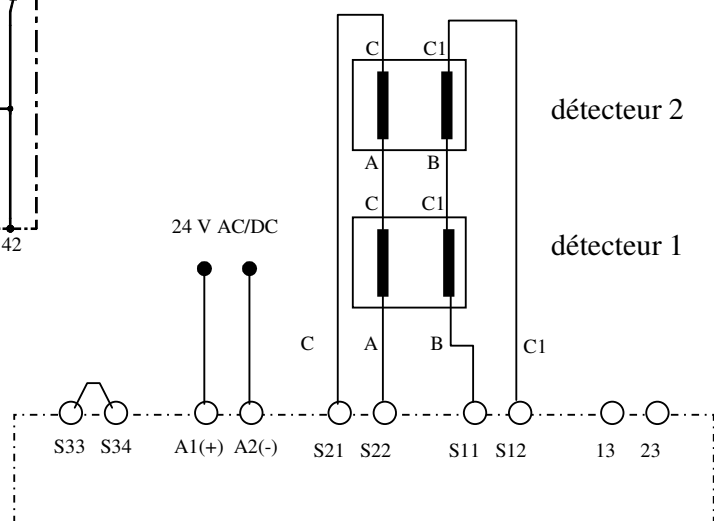 C C1
détecteur 2
A B
C C1
24 V AC/DC
42
détecteur 1
C A B C1
S33 S34 A1(+) A2(-) S21 S22 S11 S12 13 23